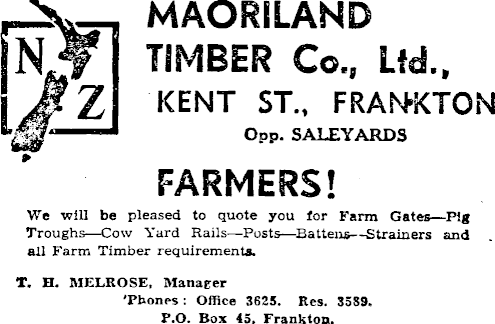 N Z
MAORILAND
TIMBER Co., Ltd.,
KENT ST., FRANKTON
Opp. SALEYARDS
FARMERS!
We will be pleased to quote you for Farm Gates—Pig
Troughs—Cow Yard Rails—Posts—Battens—Strainers and
all Farm Timber requirements.
T. H. MELROSE, Manager
'Phones: Office 3625. Res. 3589.
P.O. Box 45, Frankton.